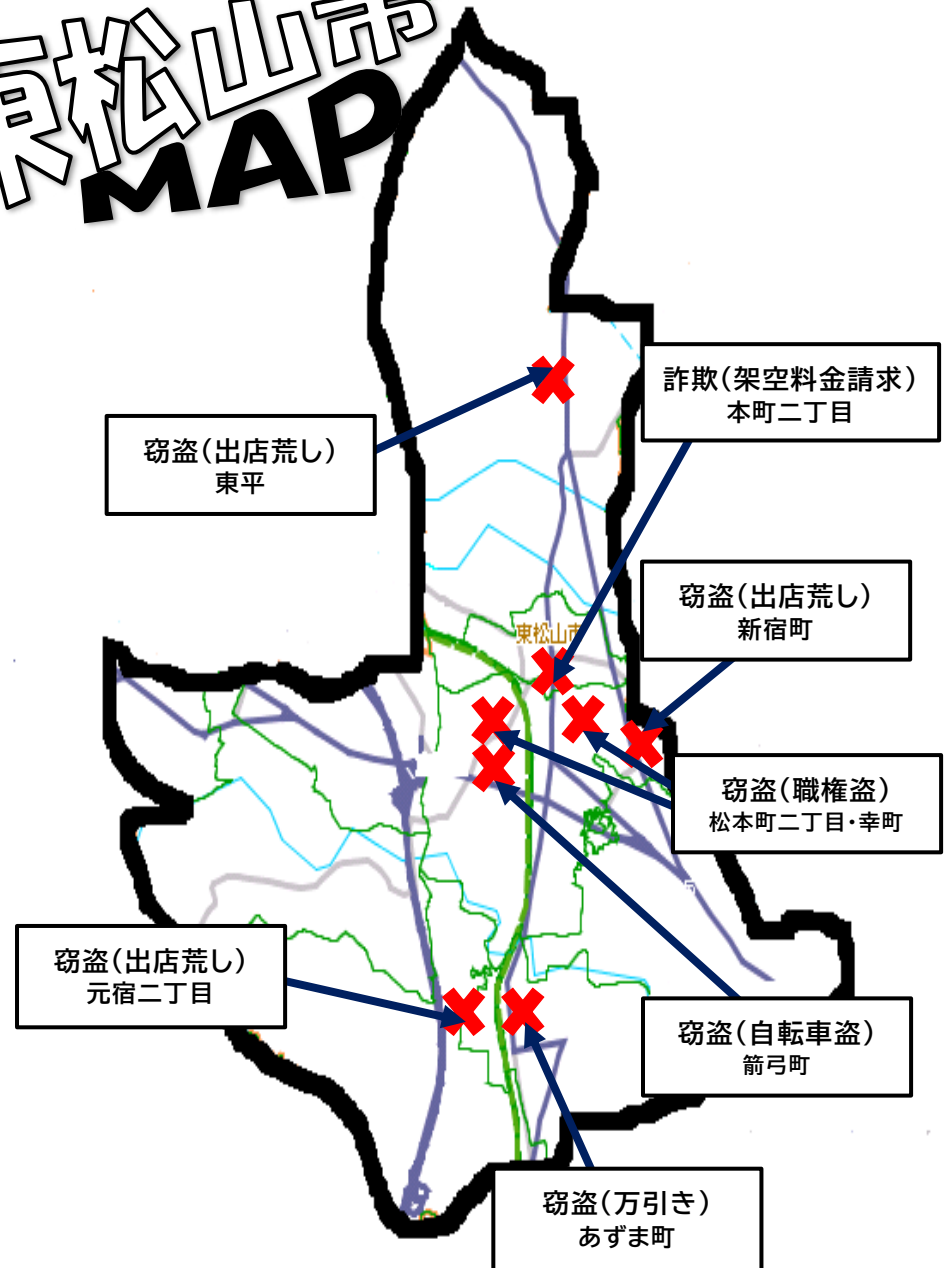 東松山市
MAP
詐欺(架空料金請求)
本町二丁目
窃盗(出店荒し)
東平
窃盗(出店荒し)
新宿町
東松山市
窃盗(職権盗)
松本町二丁目・幸町
窃盗(出店荒し)
元宿二丁目
窃盗(自転車盗)
箭弓町
窃盗(万引き)
あずま町